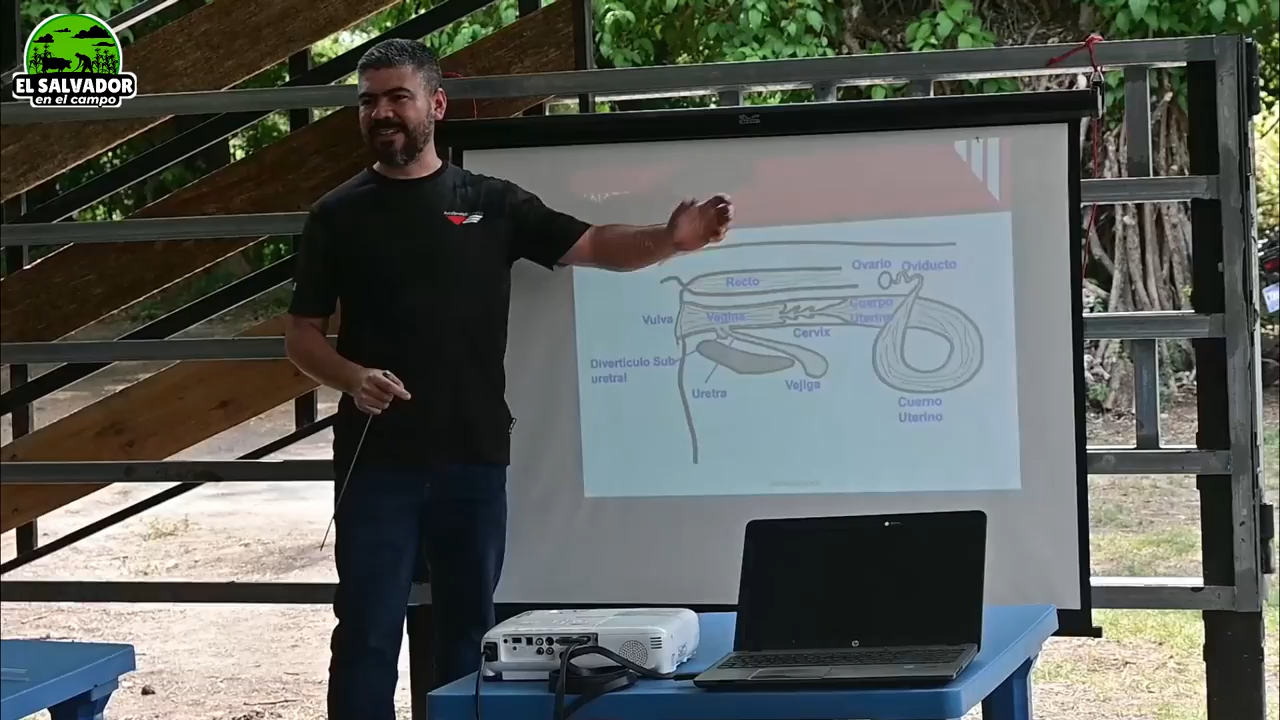 EL SALVADOR
en el campo
Ovario Oviducto
Recto
Cuerpo
Uterino
Vulva
Vagina
Cervix
Diverticulo Sub-
uretral
Uretra
Vejiga
Cuerno
Uterino
hp